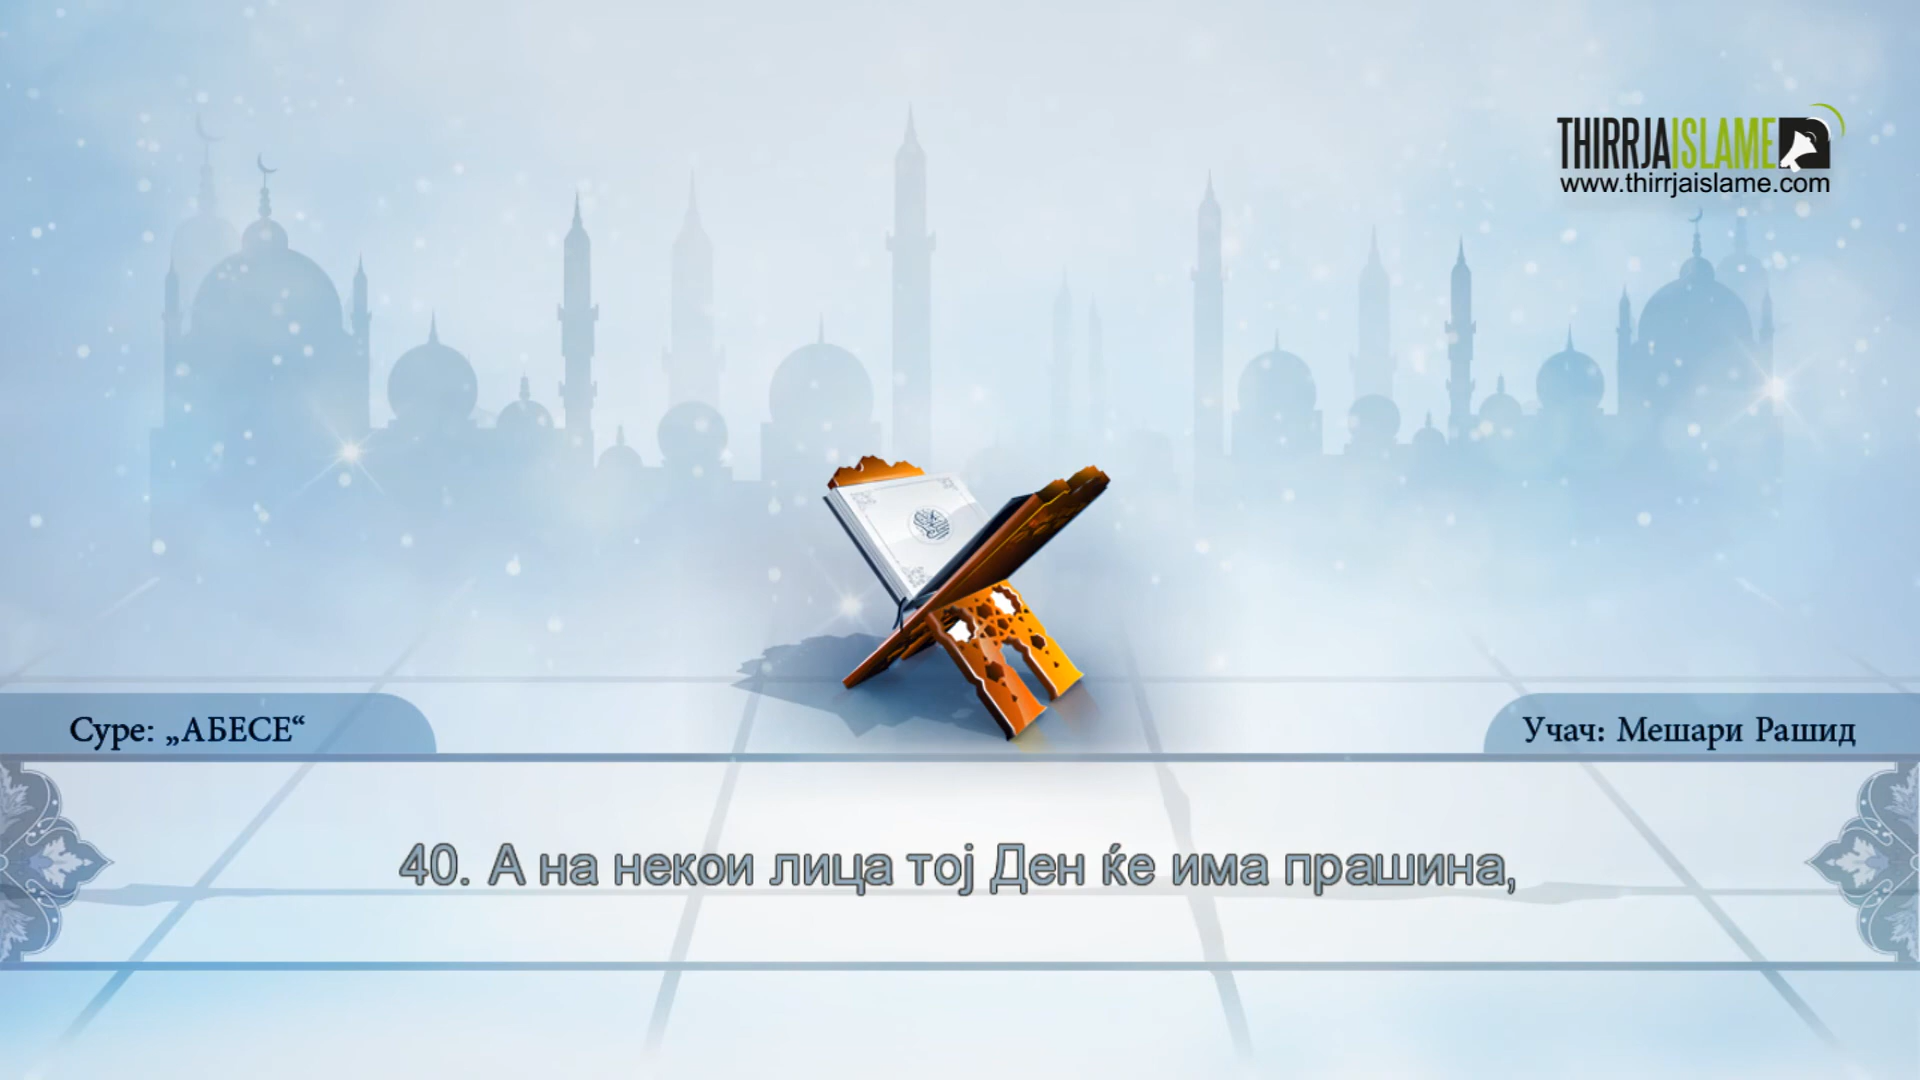 THIRRJAISLAME
www.thirrjaislame.com
Суре: „АБЕСЕ“
Учач: Мешари Рашид
40. А на некои лица тој Ден ќе има прашина,